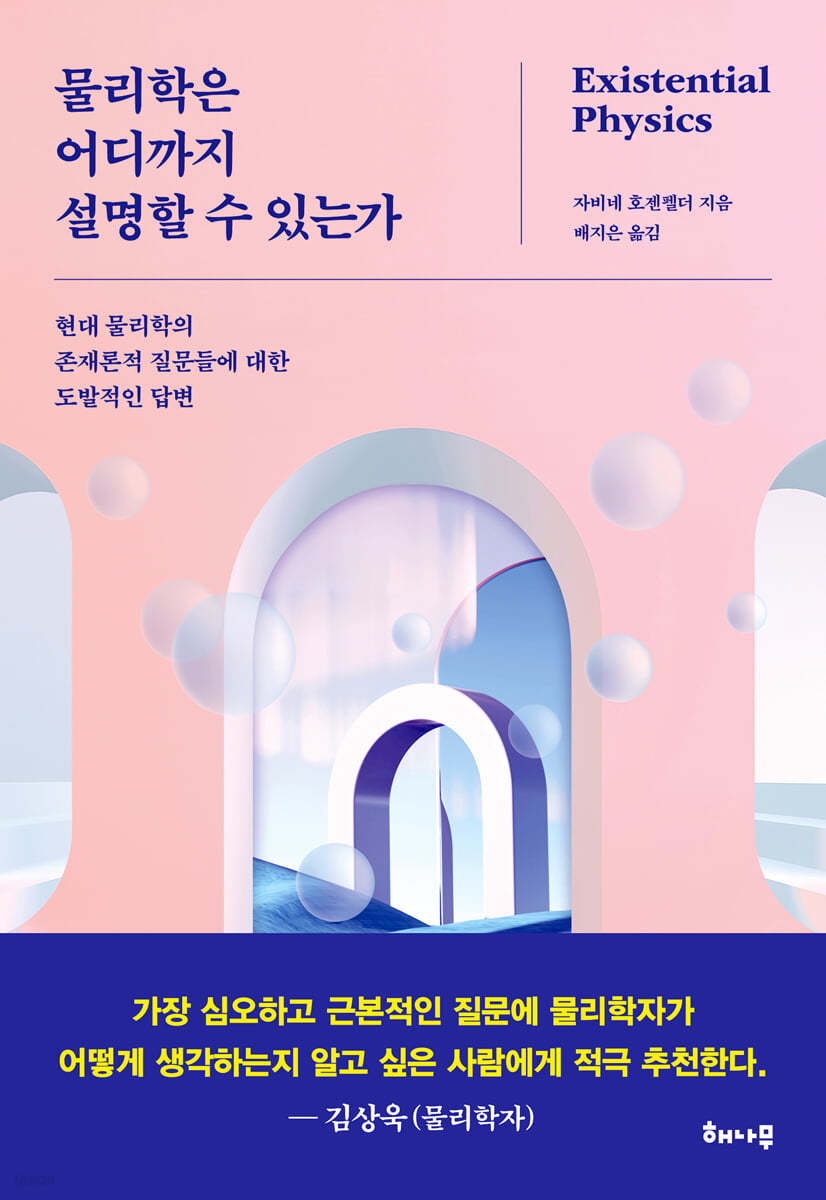 물리학은
어디까지
설명할 수 있는가
Existential
Physics
자비네 호젠펠더 지음
배지은 옮김
현대 물리학의
존재론적 질문들에 대한
도발적인 답변
가장 심오하고 근본적인 질문에 물리학자가
어떻게 생각하는지 알고 싶은 사람에게 적극 추천한다.
— 김상욱(물리학자)
해나무